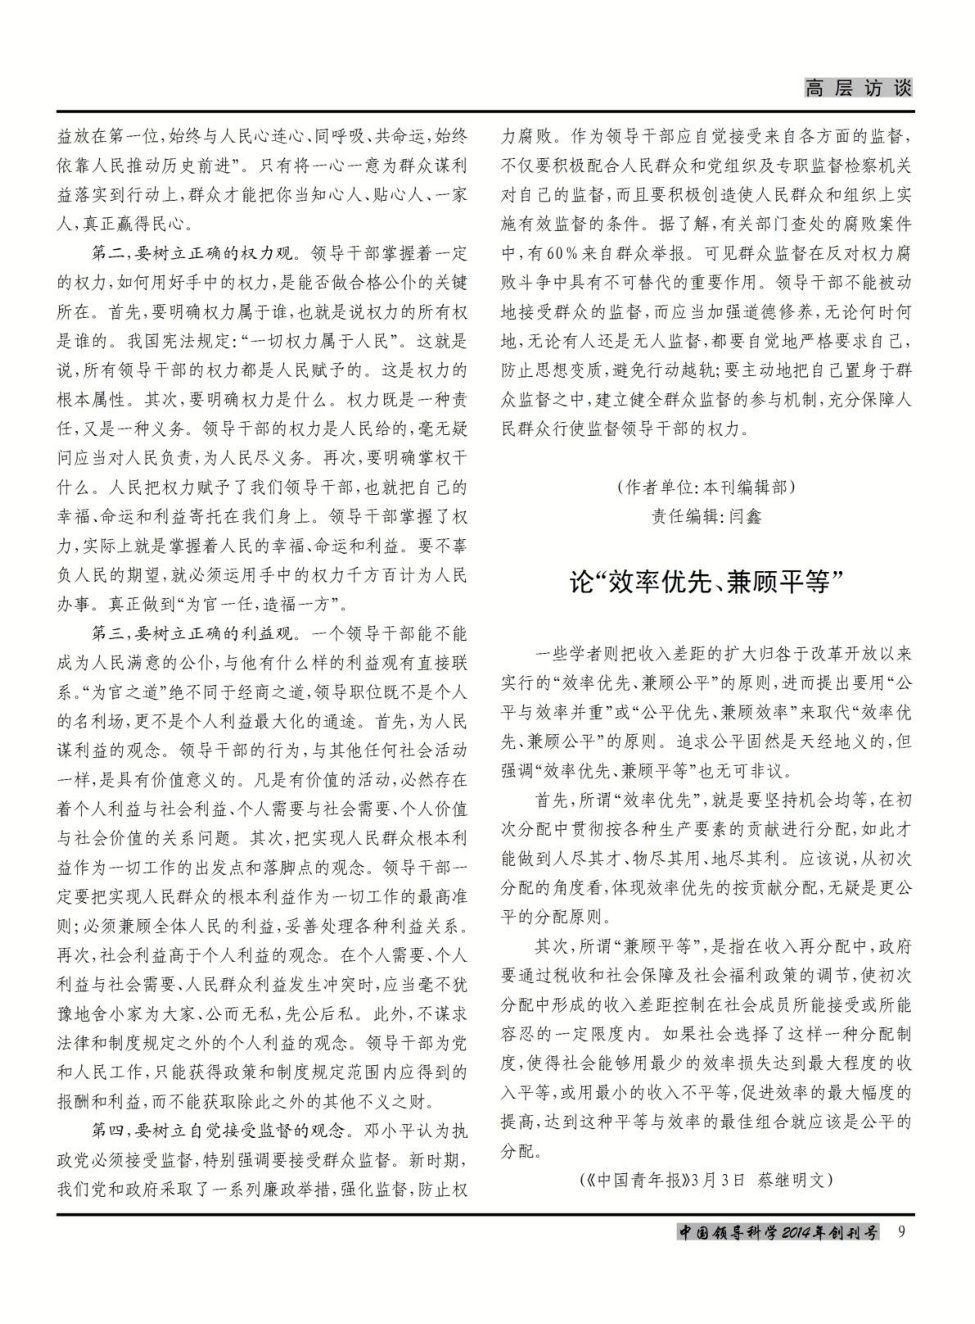 高层访谈
益放在第一位,始终与人民心连心、同呼吸、共命运,始终
依靠人民推动历史前进”。只有将一心一意为群众谋利
益落实到行动上,群众才能把你当知心人、贴心人、一家
人,真正赢得民心。
第二,要树立正确的权力观。领导干部掌握着一定
的权力,如何用好手中的权力,是能否做合格公仆的关键
所在。首先,要明确权力属于谁,也就是说权力的所有权
是谁的。我国宪法规定:“一切权力属于人民”。这就是
说,所有领导干部的权力都是人民赋予的。这是权力的
根本属性。其次,要明确权力是什么。权力既是一种责
任,又是一种义务。领导干部的权力是人民给的,毫无疑
问应当对人民负责,为人民尽义务。再次,要明确掌权干
什么。人民把权力赋予了我们领导干部,也就把自己的
幸福、命运和利益寄托在我们身上。领导干部掌握了权
力,实际上就是掌握着人民的幸福、命运和利益。要不辜
负人民的期望,就必须运用手中的权力千方百计为人民
办事。真正做到“为官一任,造福一方”。
第三,要树立正确的利益观。一个领导干部能不能
成为人民满意的公仆,与他有什么样的利益观有直接联
系。“为官之道”绝不同于经商之道,领导职位既不是个人
的名利场,更不是个人利益最大化的通途。首先,为人民
谋利益的观念。领导干部的行为,与其他任何社会活动
一样,是具有价值意义的。凡是有价值的活动,必然存在
着个人利益与社会利益、个人需要与社会需要、个人价值
与社会价值的关系问题。其次,把实现人民群众根本利
益作为一切工作的出发点和落脚点的观念。领导干部一
定要把实现人民群众的根本利益作为一切工作的最高准
则;必须兼顾全体人民的利益,妥善处理各种利益关系。
再次,社会利益高于个人利益的观念。在个人需要、个人
利益与社会需要、人民群众利益发生冲突时,应当毫不犹
豫地舍小家为大家、公而无私,先公后私。此外,不谋求
法律和制度规定之外的个人利益的观念。领导干部为党
和人民工作,只能获得政策和制度规定范围内应得到的
报酬和利益,而不能获取除此之外的其他不义之财。
第四,要树立自觉接受监督的观念。邓小平认为执
政党必须接受监督,特别强调要接受群众监督。新时期,
我们党和政府采取了一系列廉政举措,强化监督,防止权
力腐败。作为领导干部应自觉接受来自各方面的监督,
不仅要积极配合人民群众和党组织及专职监督检察机关
对自己的监督,而且要积极创造使人民群众和组织上实
施有效监督的条件。据了解,有关部门查处的腐败案件
中,有60%来自群众举报。可见群众监督在反对权力腐
败斗争中具有不可替代的重要作用。领导干部不能被动
地接受群众的监督,而应当加强道德修养,无论何时何
地,无论有人还是无人监督,都要自觉地严格要求自己,
防止思想变质,避免行动越轨;要主动地把自己置身于群
众监督之中,建立健全群众监督的参与机制,充分保障人
民群众行使监督领导干部的权力。
(作者单位:本刊编辑部)
责任编辑:闫鑫
论“效率优先、兼顾平等”
一些学者则把收入差距的扩大归咎于改革开放以来
实行的“效率优先、兼顾公平”的原则,进而提出要用“公
平与效率并重”或“公平优先、兼顾效率”来取代“效率优
先、兼顾公平”的原则。追求公平固然是天经地义的,但
强调“效率优先、兼顾平等”也无可非议。
首先,所谓“效率优先”,就是要坚持机会均等,在初
次分配中贯彻按各种生产要素的贡献进行分配,如此才
能做到人尽其才、物尽其用、地尽其利。应该说,从初次
分配的角度看,体现效率优先的按贡献分配,无疑是更公
平的分配原则。
其次,所谓“兼顾平等”,是指在收入再分配中,政府
要通过税收和社会保障及社会福利政策的调节,使初次
分配中形成的收入差距控制在社会成员所能接受或所能
容忍的一定限度内。如果社会选择了这样一种分配制
度,使得社会能够用最少的效率损失达到最大程度的收
入平等,或用最小的收入不平等,促进效率的最大幅度的
提高,达到这种平等与效率的最佳组合就应该是公平的
分配。
(《中国青年报》3月3日 蔡继明文)
中国领导科学2014年创刊号 9